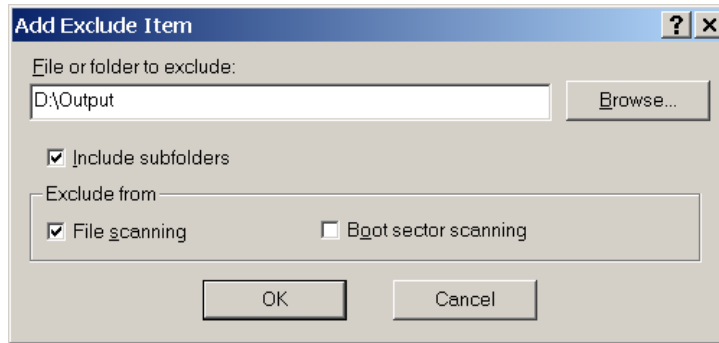 Add Exclude Item
File or folder to exclude:
D:\Output
Browse...
Include subfolders
Exclude from
File scanning
Boot sector scanning
OK
Cancel